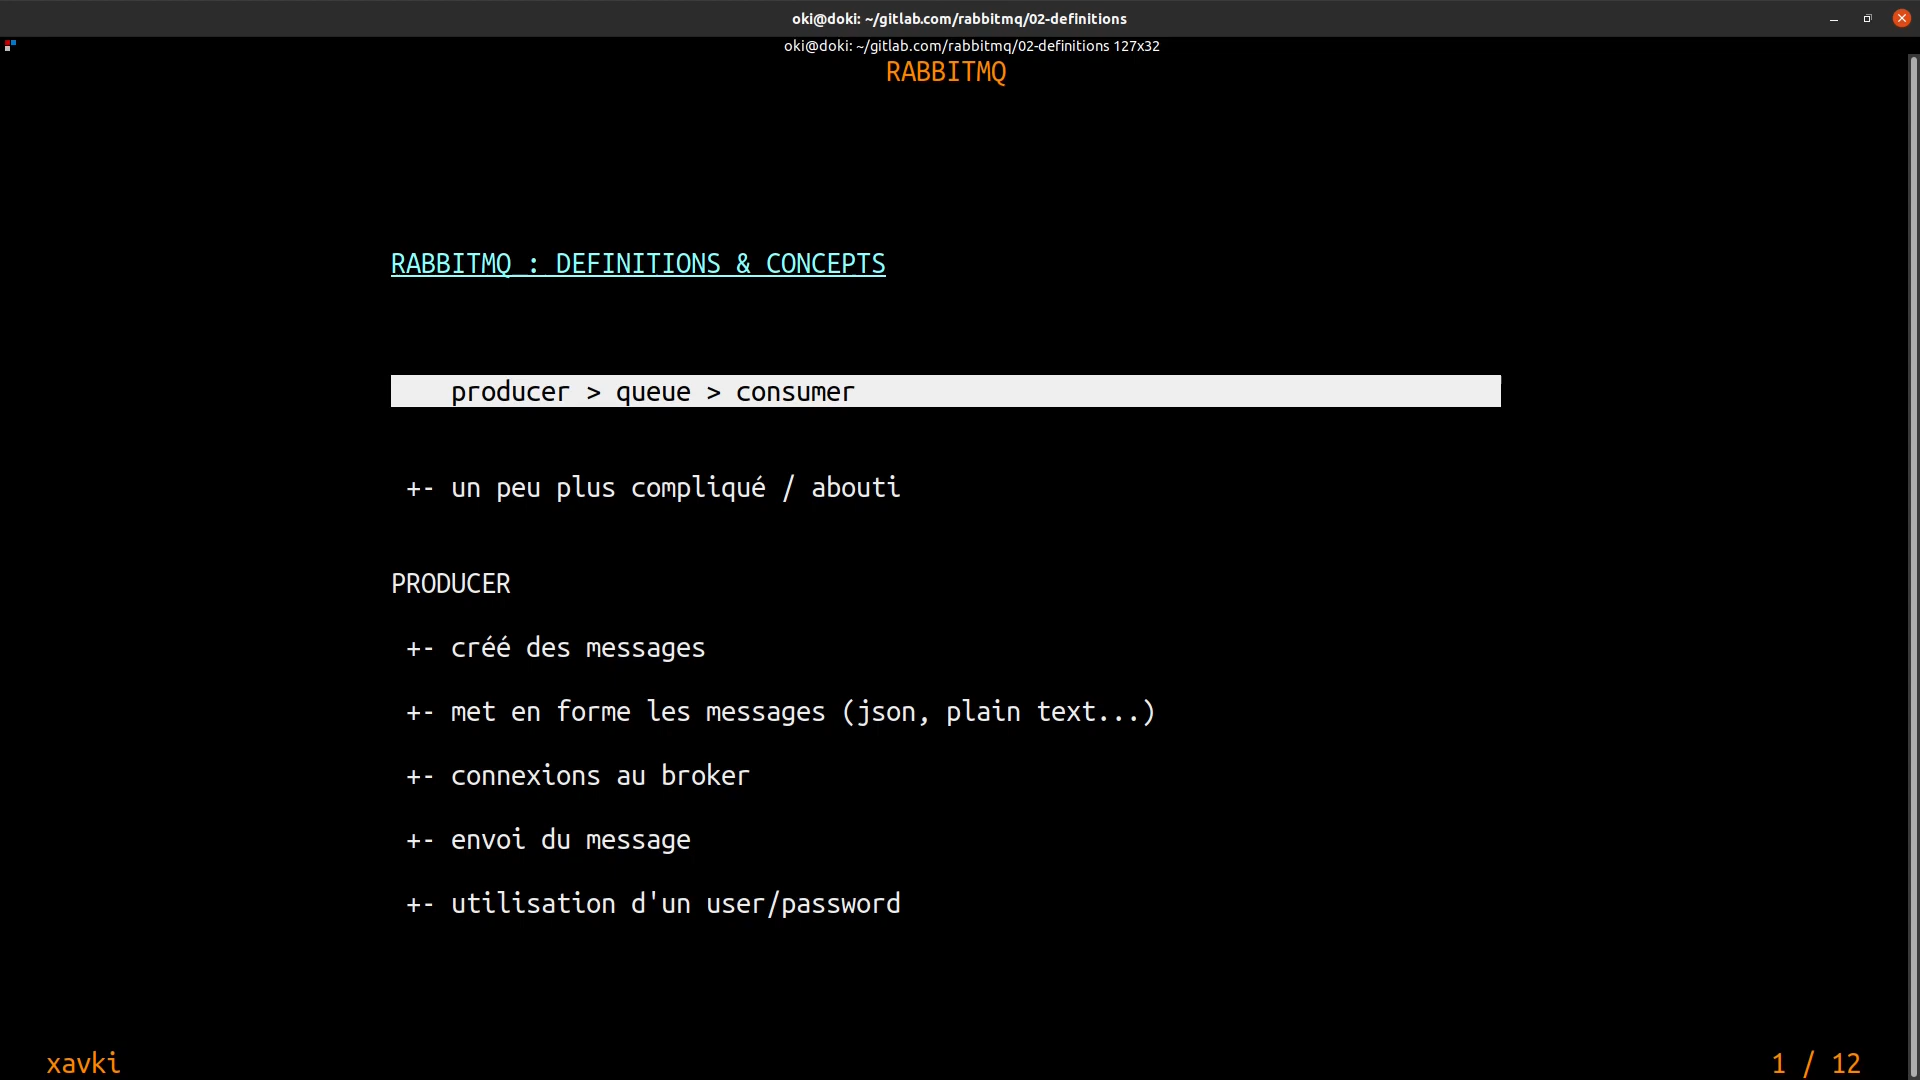 oki@doki: ~/gitlab.com/rabbitmq/02-definitions
oki@doki: ~/gitlab.com/rabbitmq/02-definitions 127x32
RABBITMQ
RABBITMQ : DEFINITIONS & CONCEPTS
producer > queue > consumer
+- un peu plus compliqué / abouti
PRODUCER
+- créé des messages
+- met en forme les messages (json, plain text...)
+- connexions au broker
+- envoi du message
+- utilisation d'un user/password
xavki
1 / 12